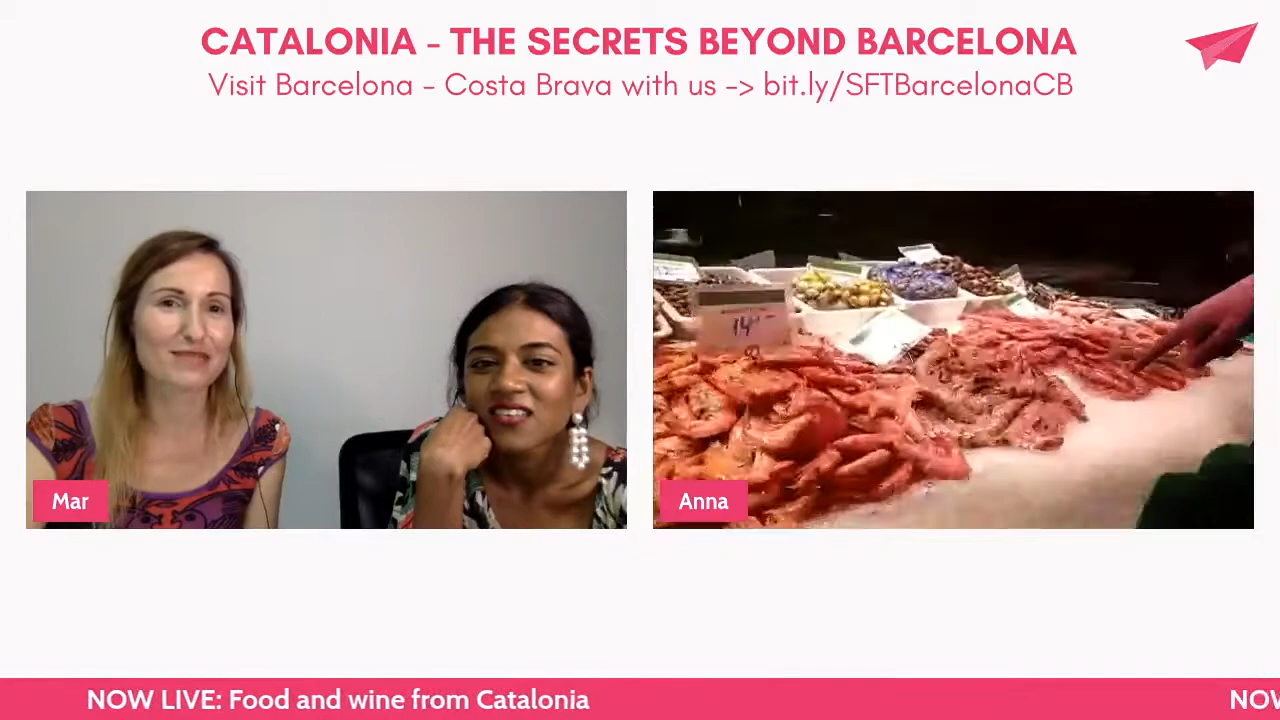 CATALONIA - THE SECRETS BEYOND BARCELONA
Visit Barcelona - Costa Brava with us -> bit.ly/SFTBarcelonaCB
Mar
Anna
NOW LIVE: Food and wine from Catalonia